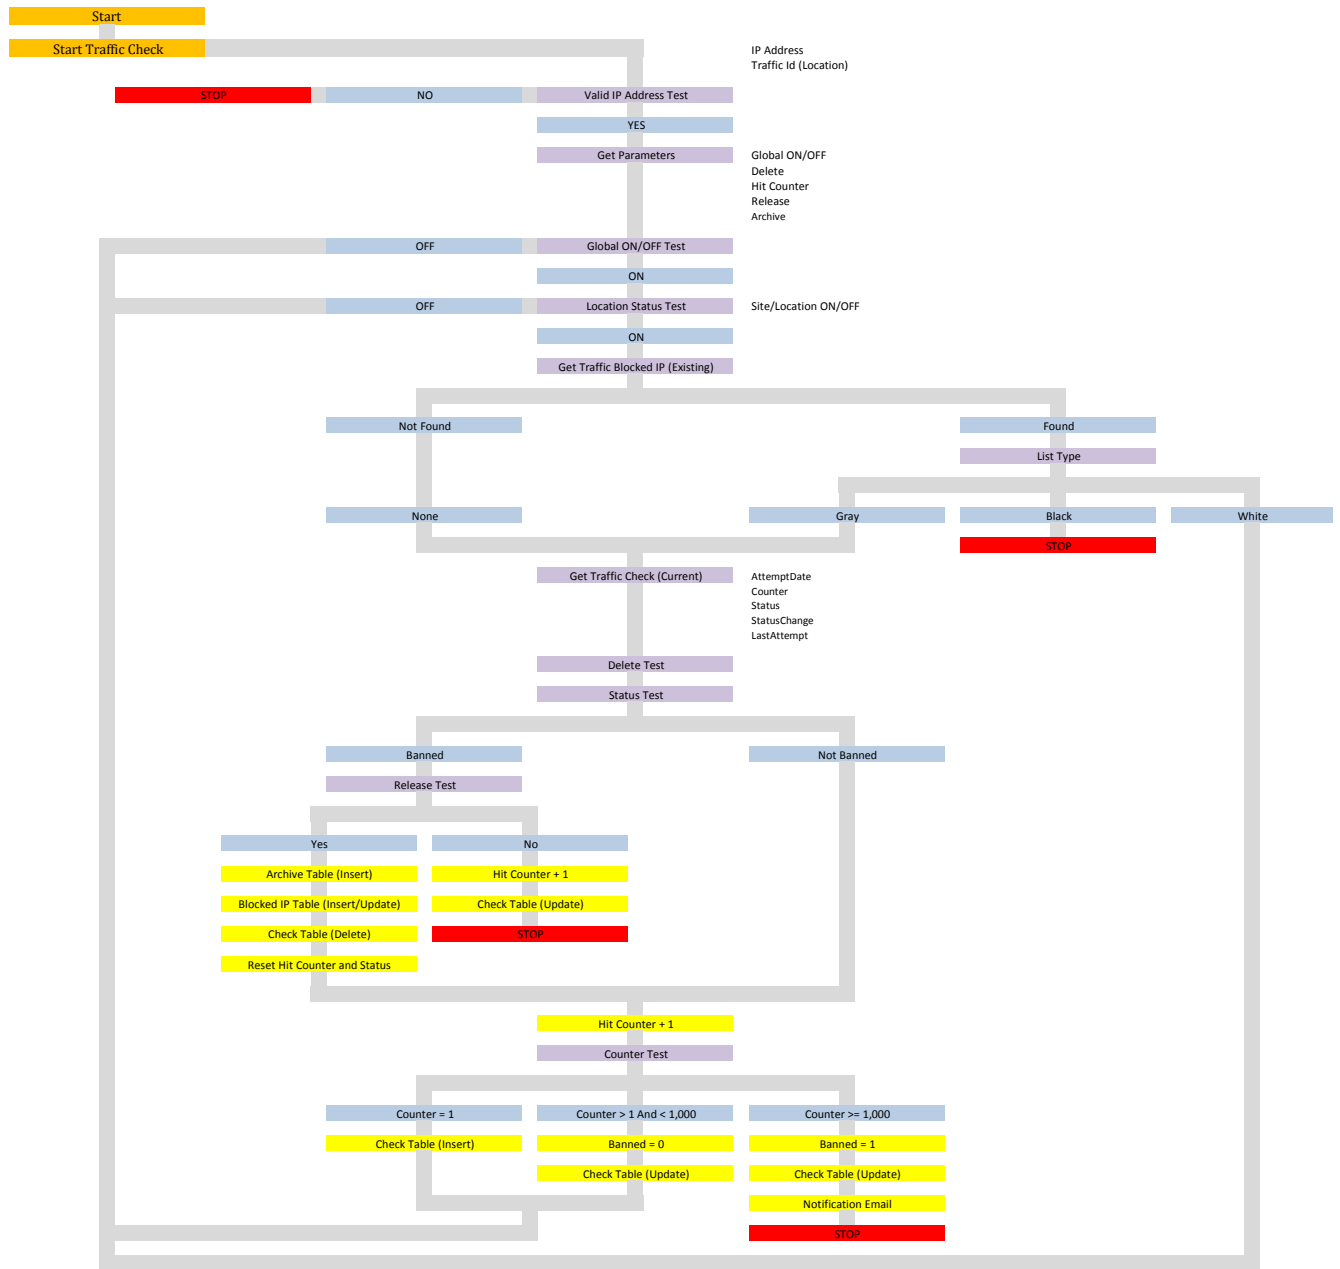 Start
Start Traffic Check
IP Address
Traffic Id (Location)
STOP
NO
Valid IP Address Test
YES
Get Parameters
Global ON/OFF
Delete
Hit Counter
Release
Archive
OFF
Global ON/OFF Test
ON
OFF
Location Status Test
Site/Location ON/OFF
ON
Get Traffic Blocked IP (Existing)
Not Found
Found
List Type
None
Gray
Black
White
STOP
Get Traffic Check (Current)
AttemptDate
Counter
Status
StatusChange
LastAttempt
Delete Test
Status Test
Banned
Not Banned
Release Test
Yes
No
Archive Table (Insert)
Hit Counter + 1
Blocked IP Table (Insert/Update)
Check Table (Update)
Check Table (Delete)
STOP
Reset Hit Counter and Status
Hit Counter + 1
Counter Test
Counter = 1
Counter > 1 And < 1,000
Counter >= 1,000
Check Table (Insert)
Banned = 0
Banned = 1
Check Table (Update)
Check Table (Update)
Notification Email
STOP